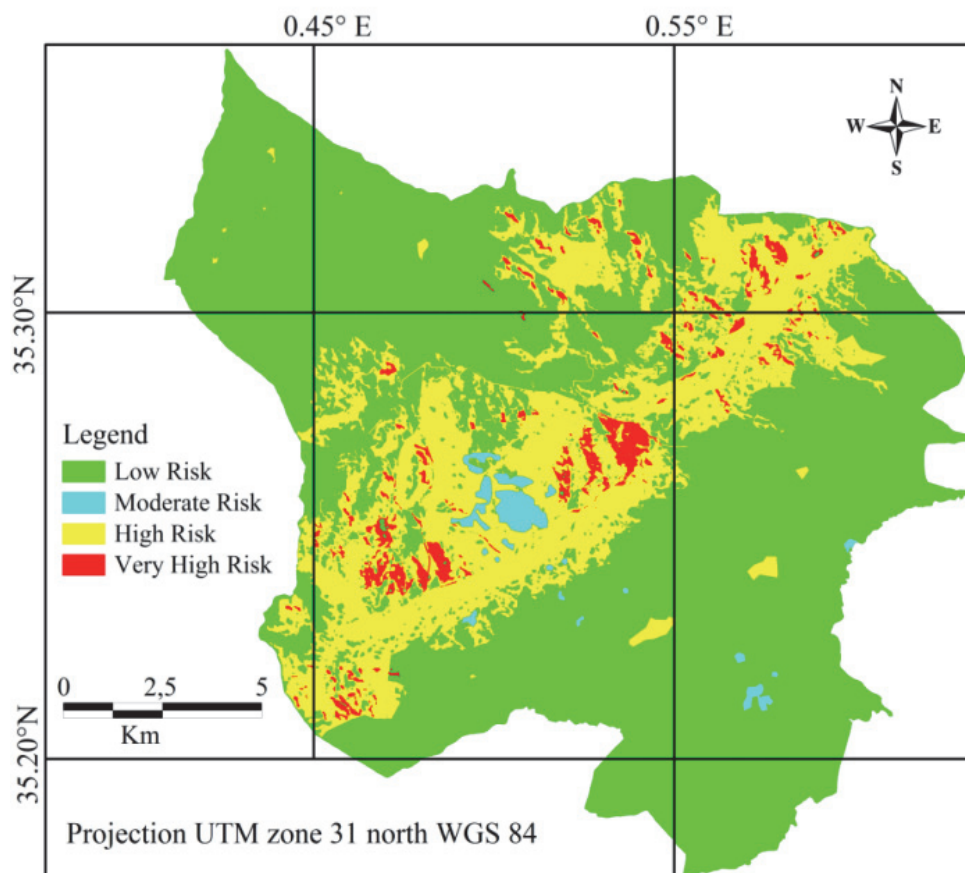 0.45° E
0.55° E
N
W E
S
35.30°N
Legend
Low Risk
Moderate Risk
High Risk
Very High Risk
0 2,5 5
Km
35.20°N
Projection UTM zone 31 north WGS 84